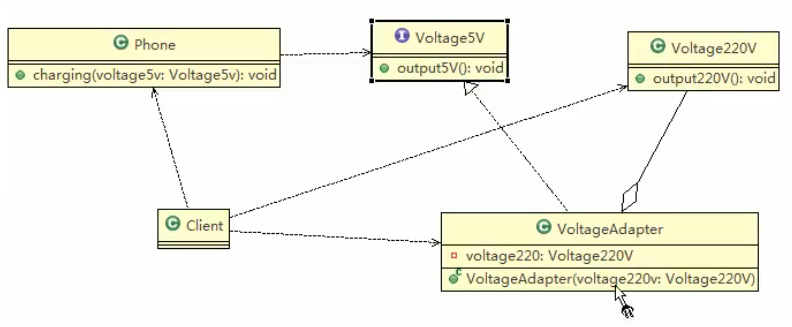 Phone
charging(voltage5v: Voltage5v): void
Voltage5V
output5V(): void
Voltage220V
output220V(): void
Client
VoltageAdapter
voltage220: Voltage220V
VoltageAdapter(voltage220v: Voltage220V)